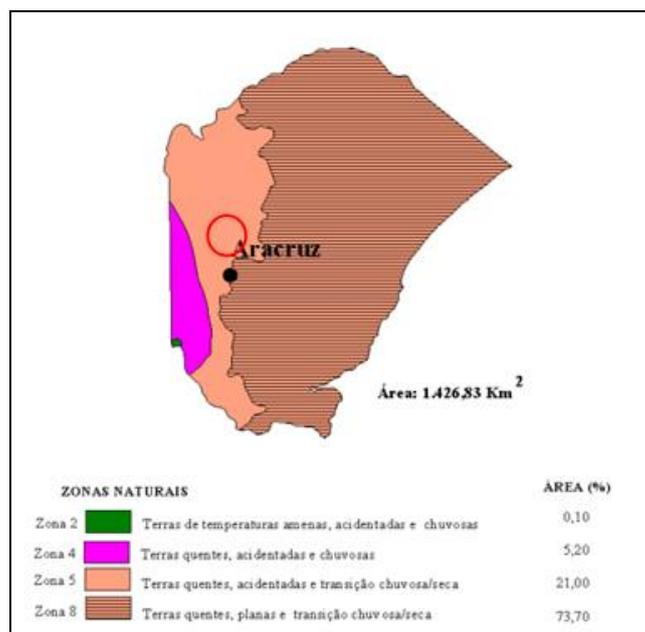 Aracruz
Área: 1.426,83 Km²
ZONAS NATURAIS ÁREA (%)
Zona 2 Terras de temperaturas amenas, acidentadas e chuvosas 0,10
Zona 4 Terras quentes, acidentadas e chuvosas 5,20
Zona 5 Terras quentes, acidentadas e transição chuvosa/seca 21,00
Zona 8 Terras quentes, planas e transição chuvosa/seca 73,70